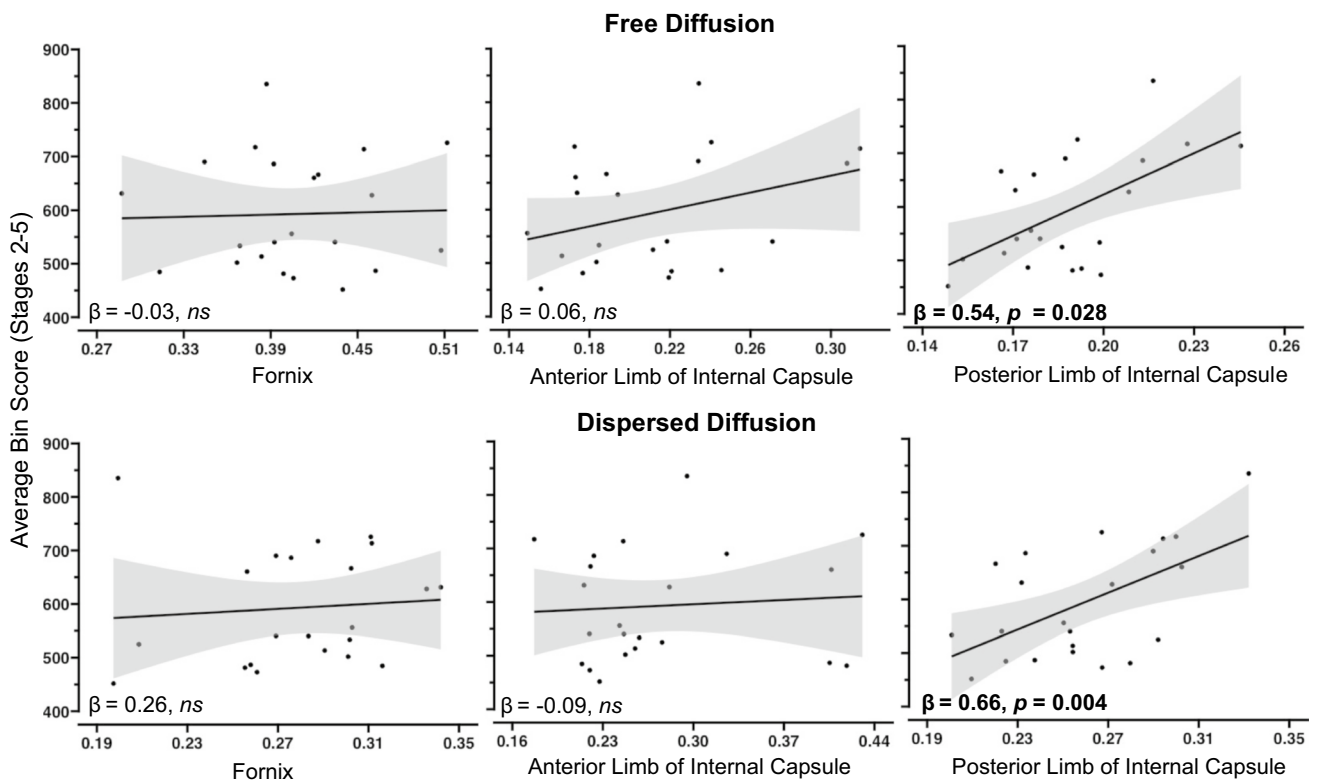 Free Diffusion
Average Bin Score (Stages 2-5)
900
800
700
600
500
400
β = -0.03, ns
β = 0.06, ns
β = 0.54, p = 0.028
0.27 0.33 0.39 0.45 0.51
0.14 0.18 0.22 0.26 0.30
0.14 0.17 0.20 0.23 0.26
Fornix
Anterior Limb of Internal Capsule
Posterior Limb of Internal Capsule
Dispersed Diffusion
900
800
700
600
500
400
β = 0.26, ns
β = -0.09, ns
β = 0.66, p = 0.004
0.19 0.23 0.27 0.31 0.35
0.16 0.23 0.30 0.37 0.44
0.19 0.23 0.27 0.31 0.35
Fornix
Anterior Limb of Internal Capsule
Posterior Limb of Internal Capsule